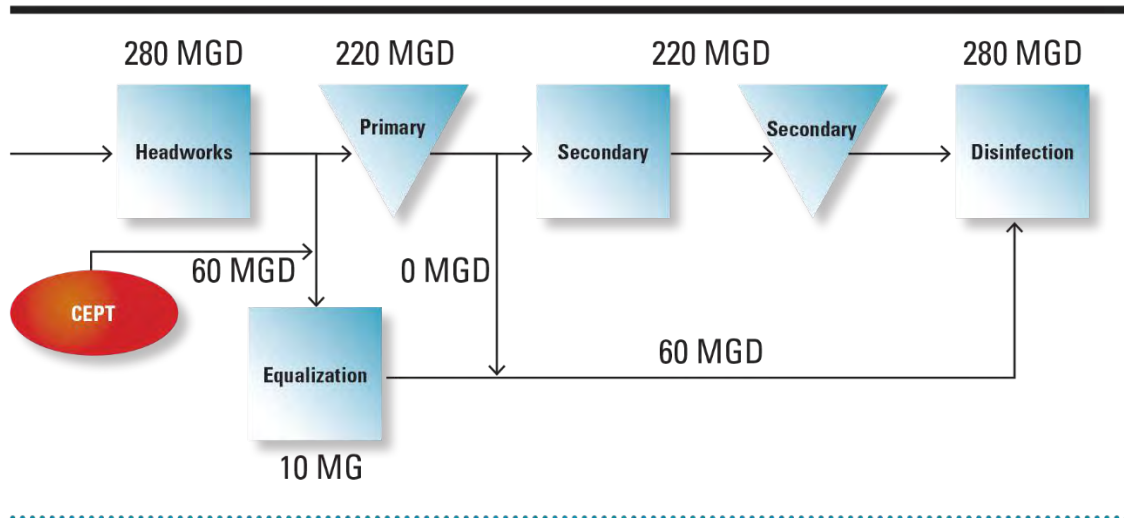 280 MGD
220 MGD
220 MGD
280 MGD
Headworks
Primary
Secondary
Secondary
Disinfection
60 MGD
0 MGD
CEPT
60 MGD
Equalization
10 MG